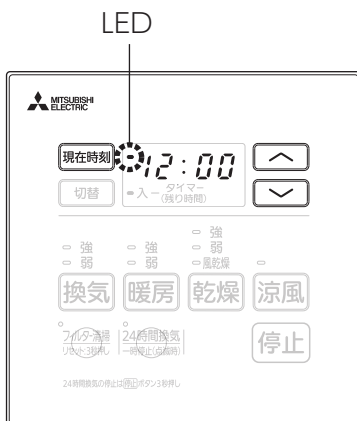 LED
MITSUBISHI
ELECTRIC
現在時刻
12:00
切替
入 タイマー
(残り時間)
強
強 強 弱
弱 弱 風乾燥
換気 暖房 乾燥 涼風
フィルター清掃 24時間換気
リセット:3秒押し 一時停止(点滅時)
停止
24時間換気の停止は停止ボタン3秒押し